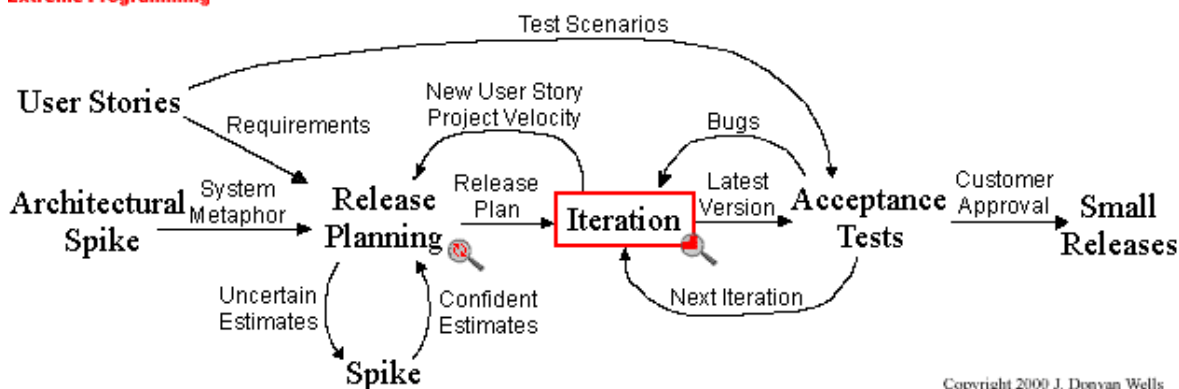 Extreme Programming
Test Scenarios
User Stories
New User Story
Project Velocity
Bugs
Requirements
Architectural
Spike
System
Metaphor
Release
Planning
Release
Plan
Iteration
Latest
Version
Acceptance
Tests
Customer
Approval
Small
Releases
Uncertain
Estimates
Confident
Estimates
Next Iteration
Spike
Copyright 2000 J. Donvan Wells